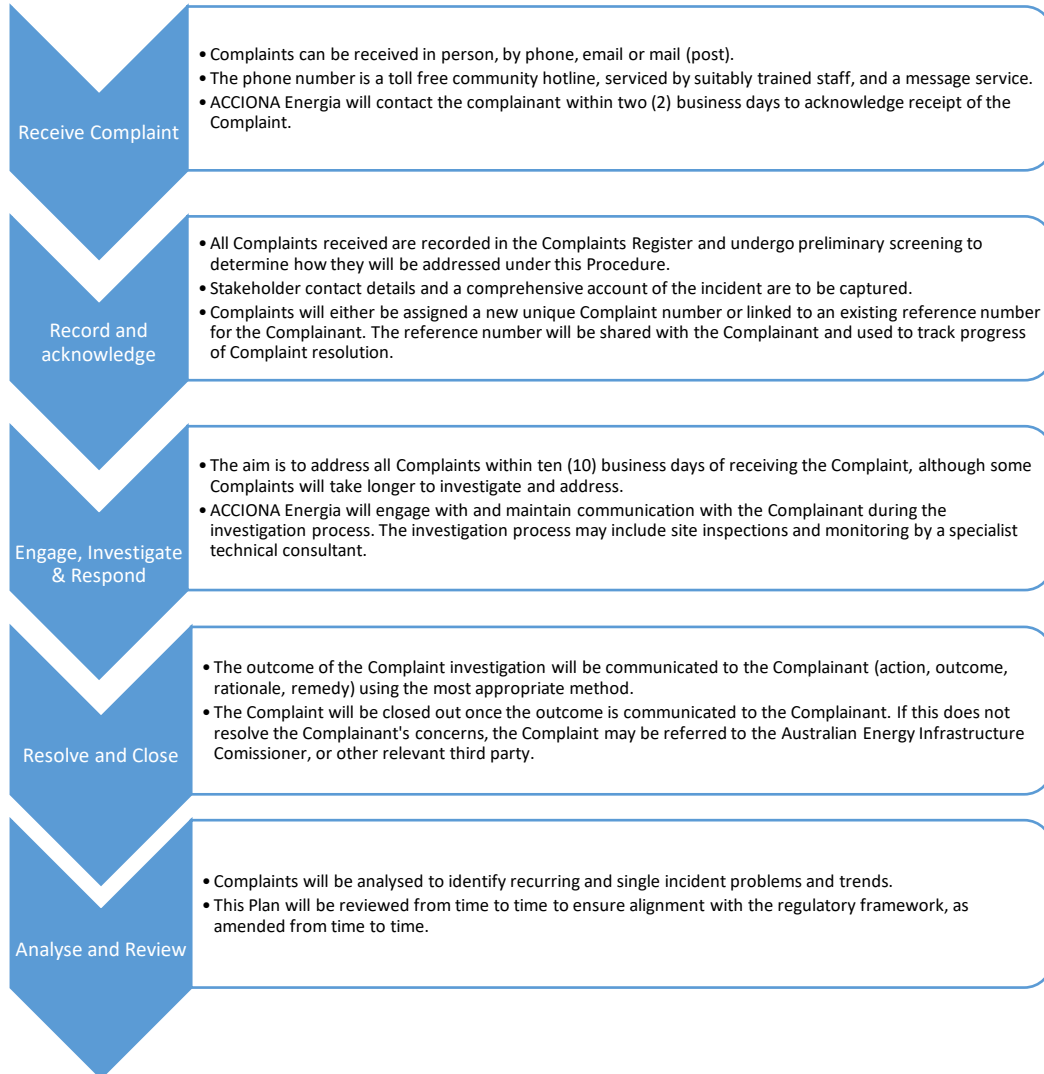 Receive Complaint
• Complaints can be received in person, by phone, email or mail (post).
• The phone number is a toll free community hotline, serviced by suitably trained staff, and a message service.
• ACCIONA Energia will contact the complainant within two (2) business days to acknowledge receipt of the
Complaint.
Record and
acknowledge
• All Complaints received are recorded in the Complaints Register and undergo preliminary screening to
determine how they will be addressed under this Procedure.
• Stakeholder contact details and a comprehensive account of the incident are to be captured.
• Complaints will either be assigned a new unique Complaint number or linked to an existing reference number
for the Complainant. The reference number will be shared with the Complainant and used to track progress
of Complaint resolution.
Engage, Investigate
& Respond
• The aim is to address all Complaints within ten (10) business days of receiving the Complaint, although some
Complaints will take longer to investigate and address.
• ACCIONA Energia will engage with and maintain communication with the Complainant during the
investigation process. The investigation process may include site inspections and monitoring by a specialist
technical consultant.
Resolve and Close
• The outcome of the Complaint investigation will be communicated to the Complainant (action, outcome,
rationale, remedy) using the most appropriate method.
• The Complaint will be closed out once the outcome is communicated to the Complainant. If this does not
resolve the Complainant's concerns, the Complaint may be referred to the Australian Energy Infrastructure
Comissioner, or other relevant third party.
Analyse and Review
• Complaints will be analysed to identify recurring and single incident problems and trends.
• This Plan will be reviewed from time to time to ensure alignment with the regulatory framework, as
amended from time to time.